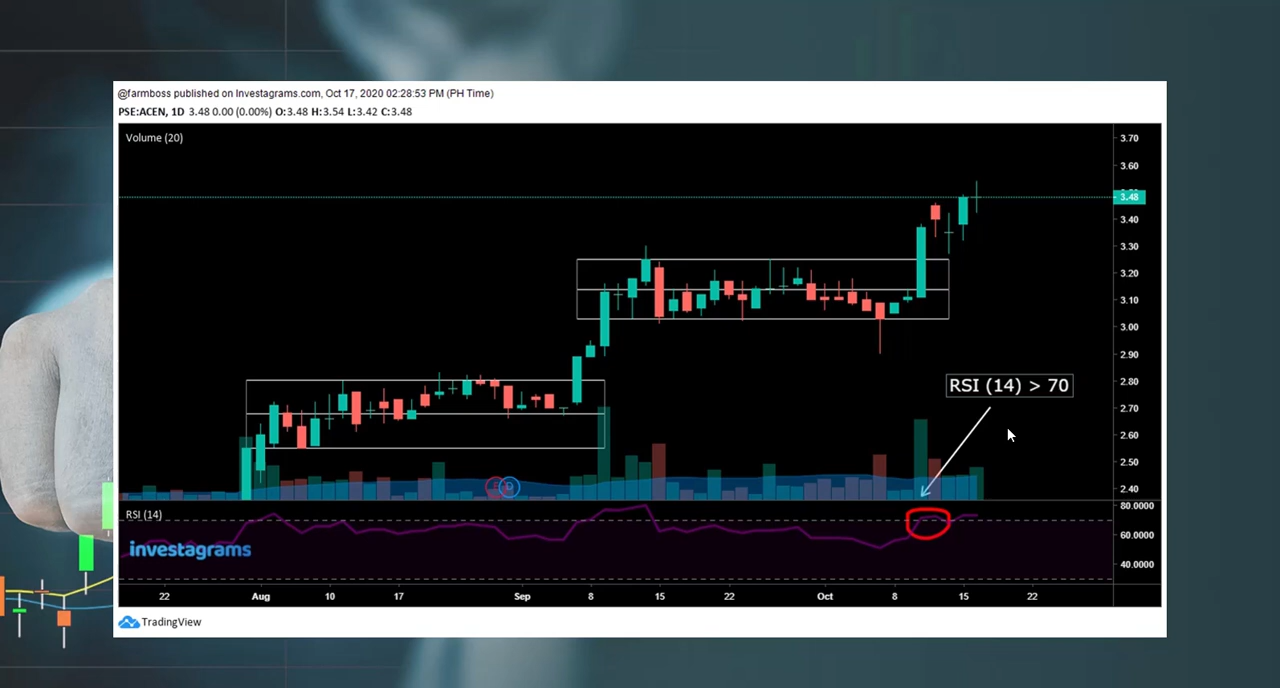 @farmboss published on Investagrams.com, Oct 17, 2020 02:28:53 PM (PH Time)
PSE:ACEN, 1D 3.48 0.00 (0.00%) O:3.48 H:3.54 L:3.42 C:3.48
Volume (20)
3.70
3.60
3.48
3.40
3.30
3.20
3.10
3.00
2.90
2.80
2.70
2.60
2.50
2.40
RSI (14) > 70
D
RSI (14)
80.0000
60.0000
40.0000
investagrams
22
Aug
10
17
Sep
8
15
22
Oct
8
15
22
TradingView